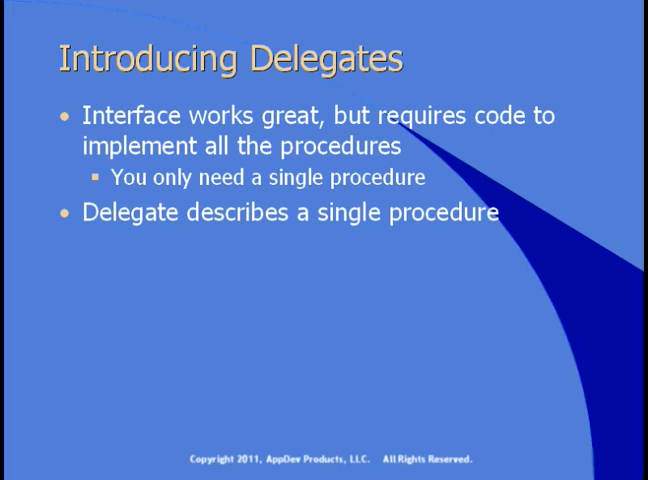 Introducing Delegates
• Interface works great, but requires code to
implement all the procedures
▪ You only need a single procedure
• Delegate describes a single procedure
Copyright 2011, AppDev Products, LLC. All Rights Reserved.